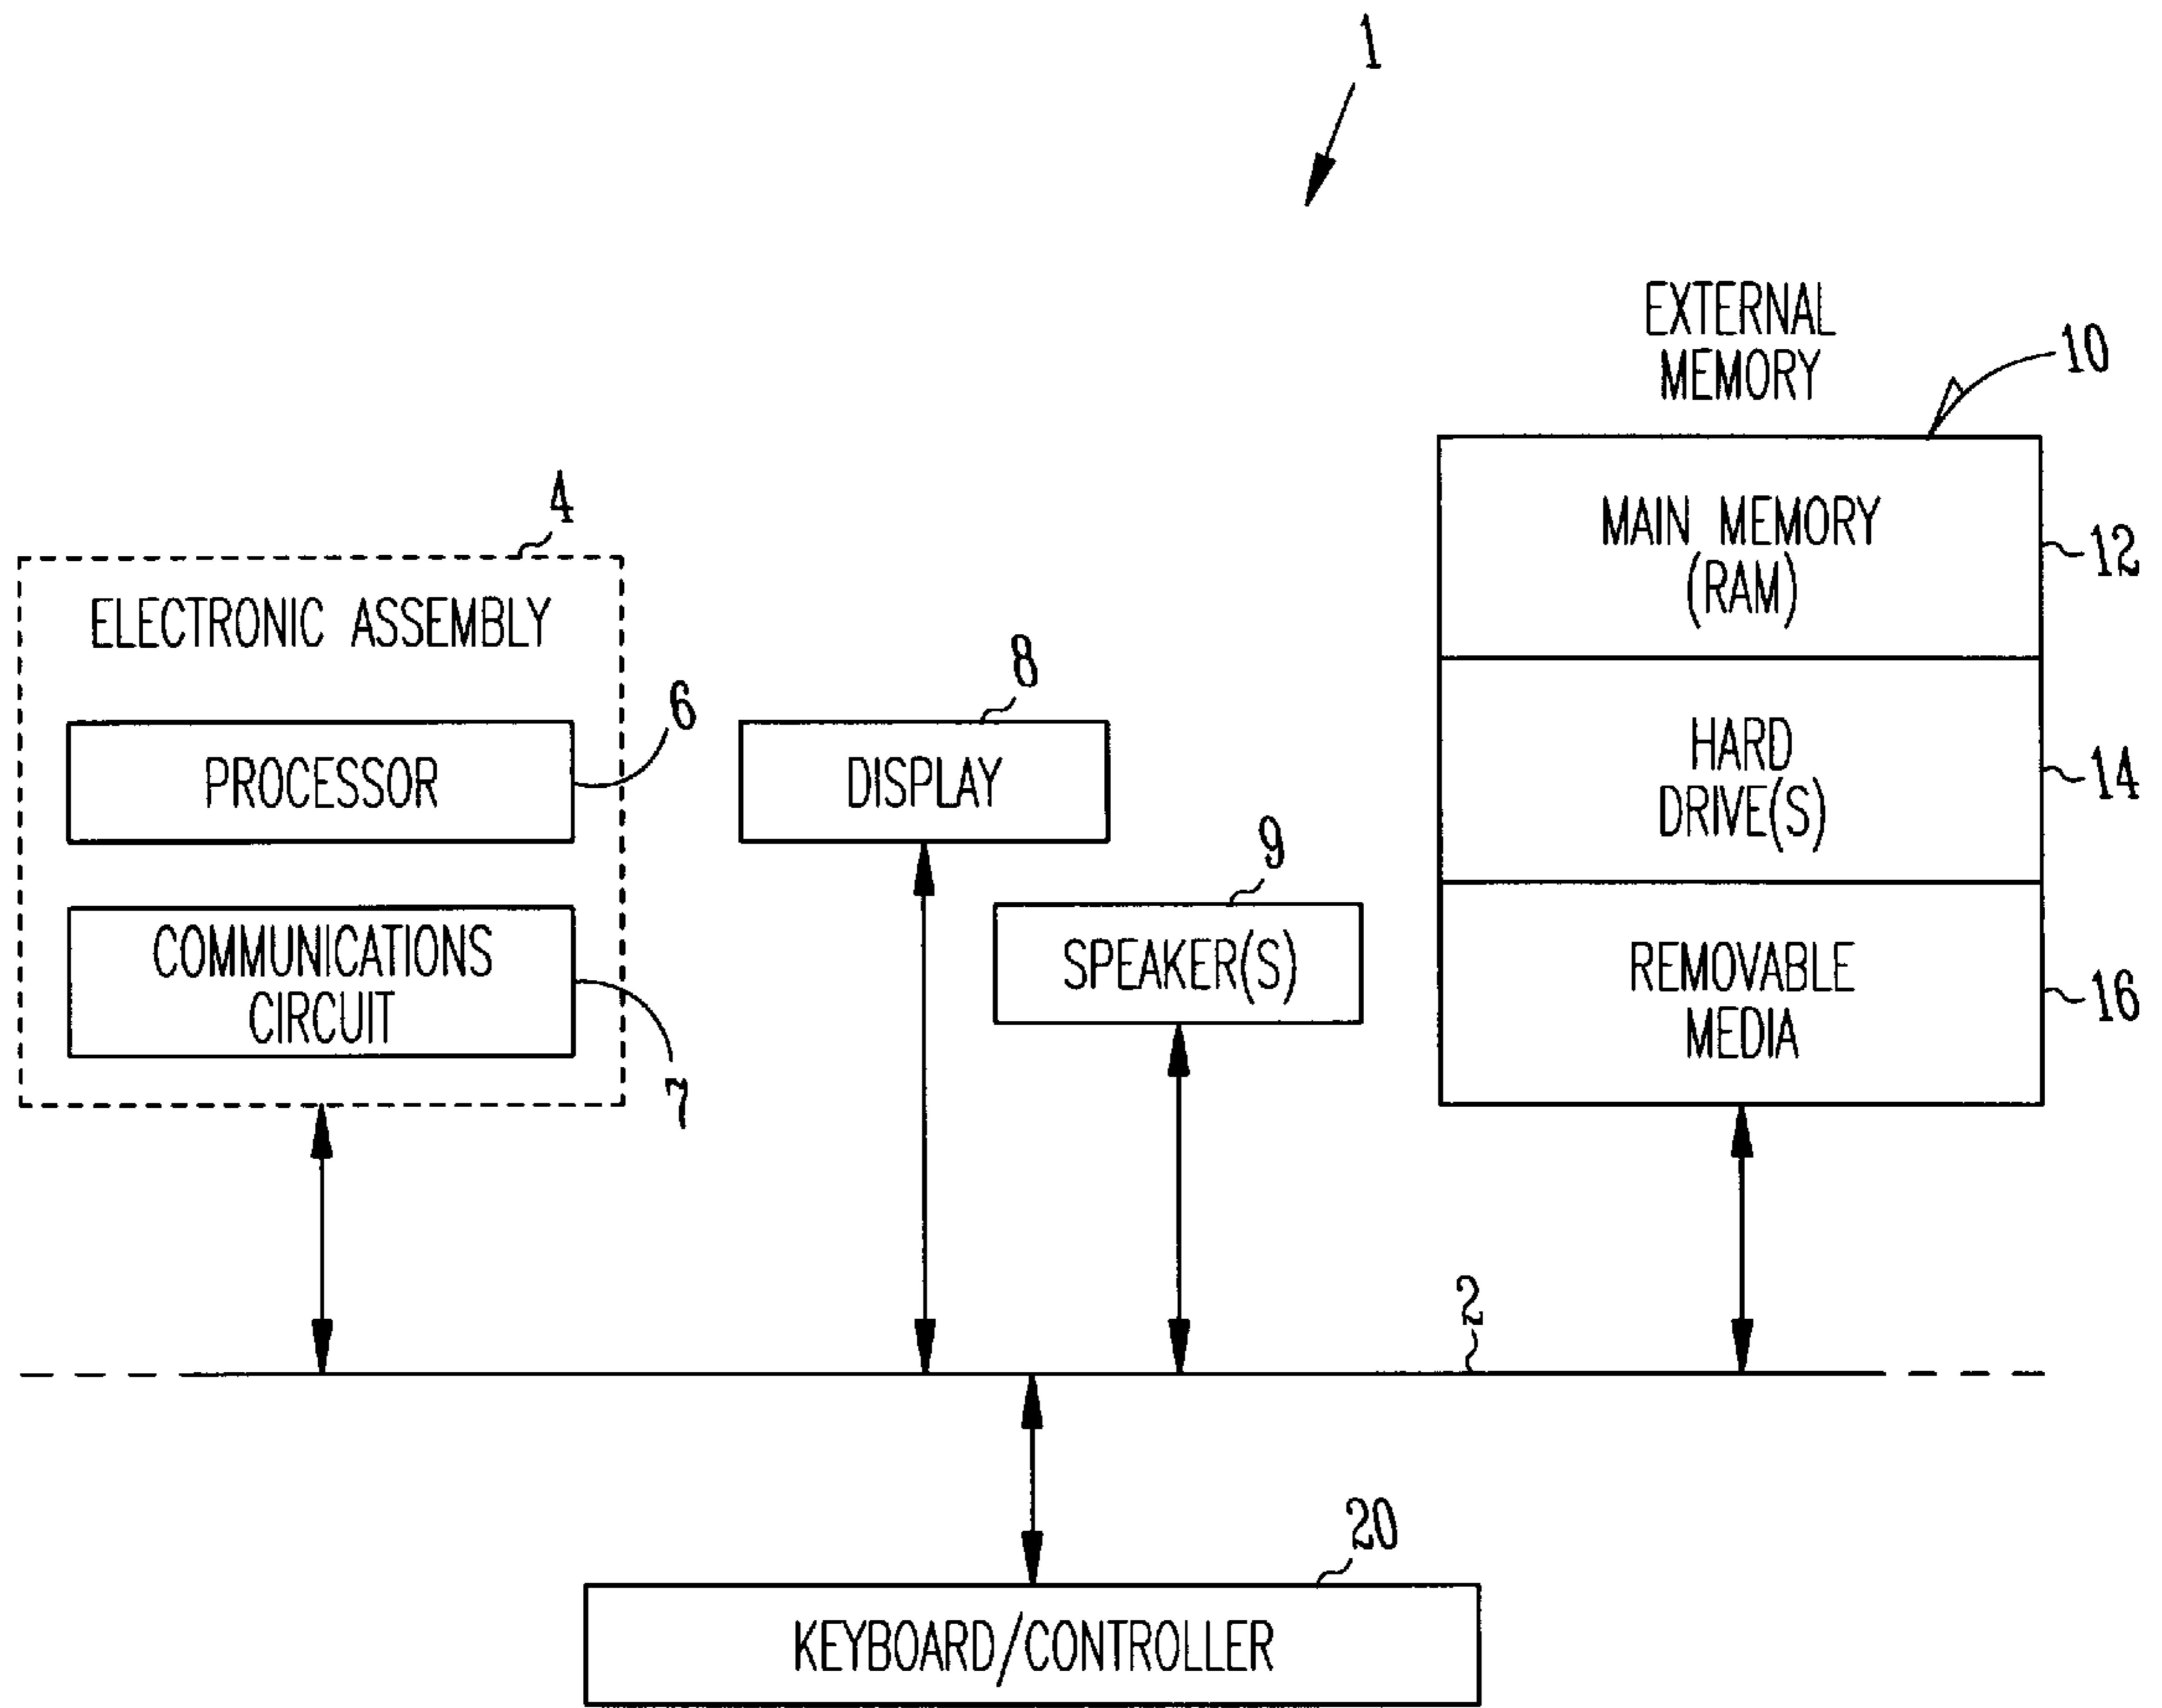 1
EXTERNAL
MEMORY
10
MAIN MEMORY
(RAM)
12
4
ELECTRONIC ASSEMBLY
6
PROCESSOR
8
DISPLAY
HARD
DRIVE(S)
14
9
SPEAKER(S)
COMMUNICATIONS
CIRCUIT
7
REMOVABLE
MEDIA
16
2
20
KEYBOARD/CONTROLLER